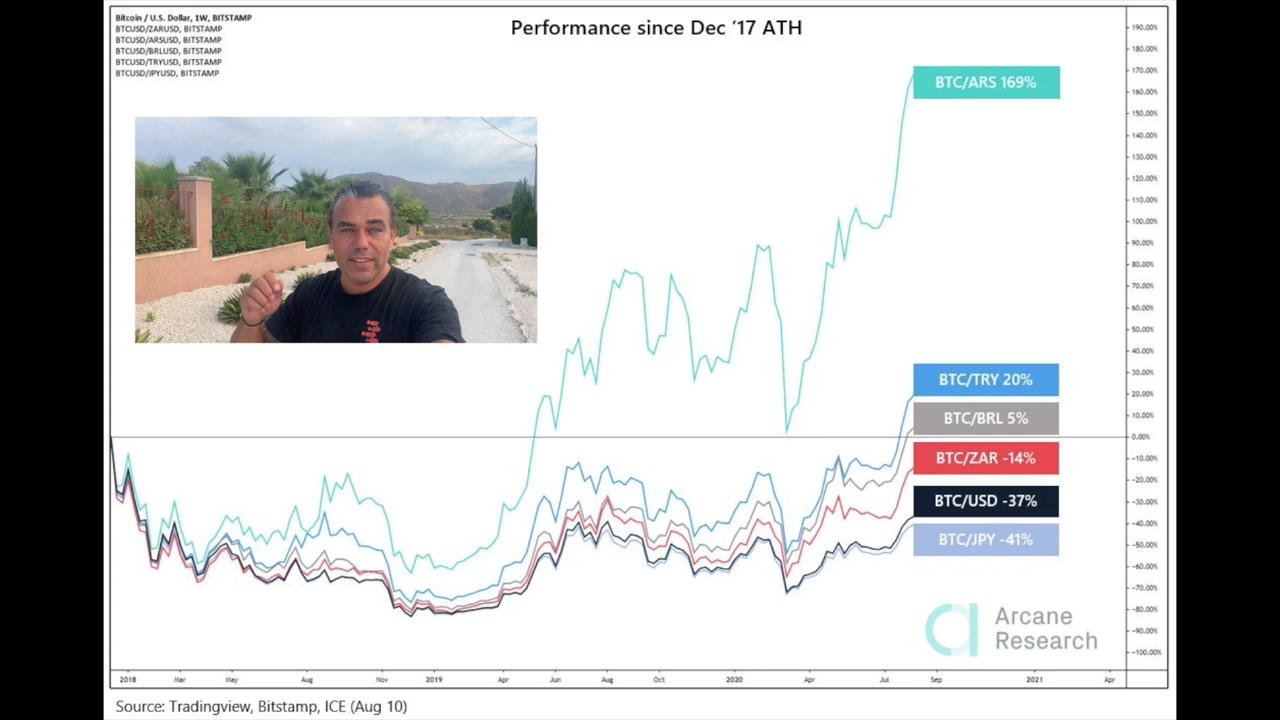 Bitcoin / U.S. Dollar, 1W, BITSTAMP
BTCUSD/ZARUSD, BITSTAMP
BTCUSD/ARSUSD, BITSTAMP
BTCUSD/BRLUSD, BITSTAMP
BTCUSD/TRYUSD, BITSTAMP
BTCUSD/JPYUSD, BITSTAMP
Performance since Dec '17 ATH
190.00%
180.00%
170.00%
160.00%
150.00%
140.00%
130.00%
120.00%
110.00%
100.00%
90.00%
80.00%
70.00%
60.00%
50.00%
40.00%
30.00%
20.00%
10.00%
0.00%
-10.00%
-20.00%
-30.00%
-40.00%
-50.00%
-60.00%
-70.00%
-80.00%
-90.00%
-100.00%
BTC/ARS 169%
BTC/TRY 20%
BTC/BRL 5%
BTC/ZAR -14%
BTC/USD -37%
BTC/JPY -41%
Arcane
Research
2018 Mar May Aug Nov 2019 Apr Jun Aug Oct 2020 Apr Jul Sep 2021 Apr
Source: Tradingview, Bitstamp, ICE (Aug 10)